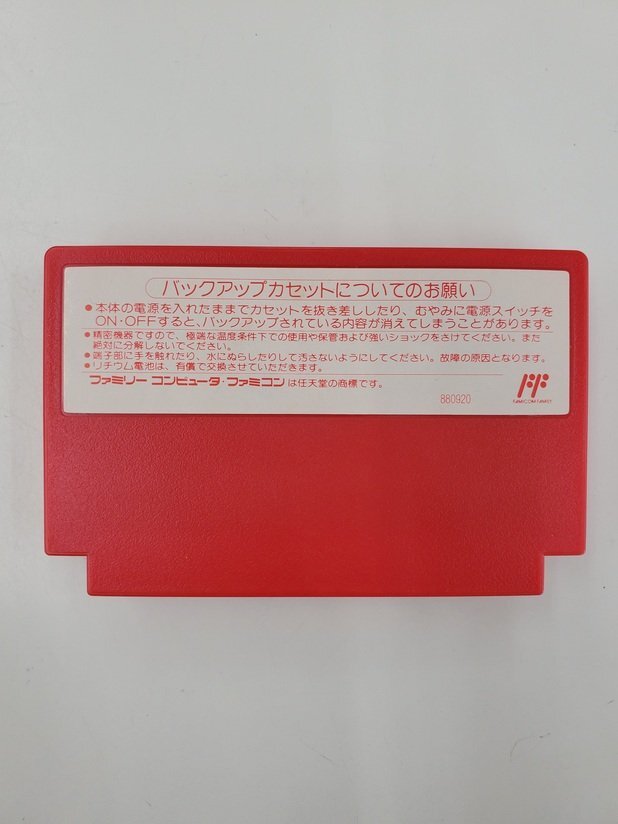 バックアップカセットについてのお願い
●本体の電源を入れたままでカセットを抜き差ししたり、むやみに電源スイッチを
ON・OFFすると、バックアップされている内容が消えてしまうことがあります。
●精密機器ですので、極端な温度条件下での使用や保管および強いショックをさけてください。また
絶対に分解しないでください。
●端子部に手を触れたり、水にぬらしたりして汚さないようにしてください。故障の原因となります。
●リチウム電池は、有償で交換させていただきます。
ファミリー コンピュータ・ファミコンは任天堂の商標です。
FF
FAMICOM FAMILY
880920